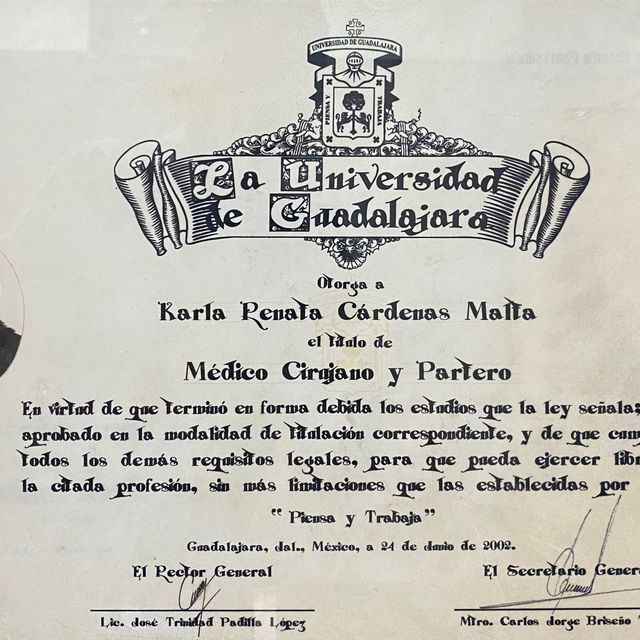 UNIVERSIDAD DE GUADALAJARA
PIENSA Y TRABAJA
La Universidad
de Guadalajara
Otorga a
Karla Renata Cárdenas Malta
el título de
Médico Cirujano y Partero
En virtud de que terminó en forma debida los estudios que la ley señala;
aprobado en la modalidad de titulación correspondiente, y de que cum
todos los demás requisitos legales, para que pueda ejercer lib
la citada profesión, sin más limitaciones que las establecidas por
"Piensa y Trabaja"
Guadalajara, Jal., México, a 24 de Junio de 2002.
El Rector General
El Secretario Genera
Lic. José Trinidad Padilla López
Mtro. Carlos Jorge Briseño